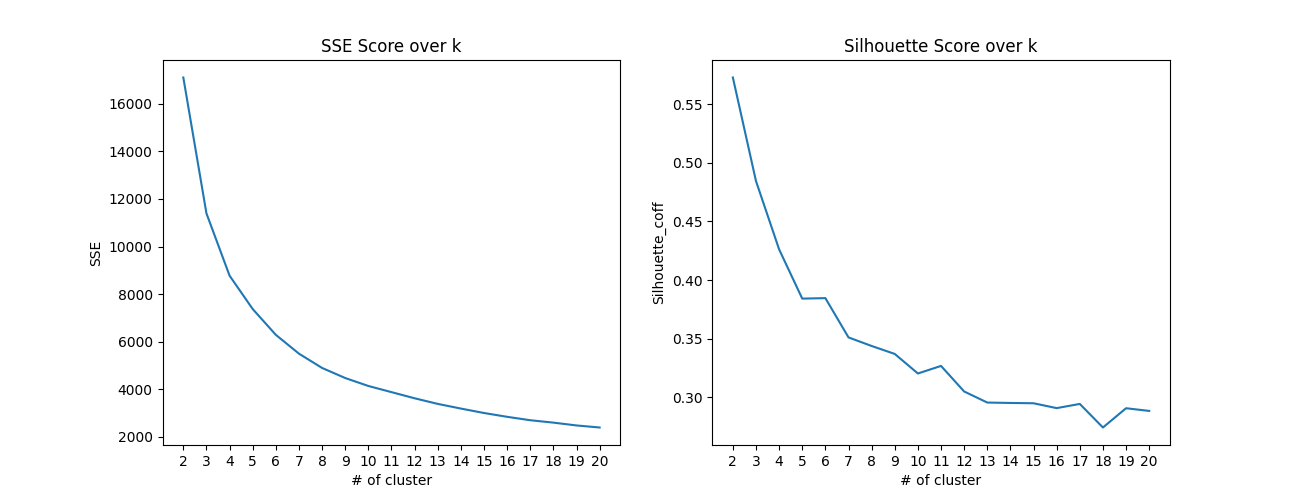 SSE Score over k
SSE
16000
14000
12000
10000
8000
6000
4000
2000
2 3 4 5 6 7 8 9 10 11 12 13 14 15 16 17 18 19 20
# of cluster
Silhouette Score over k
Silhouette_coff
0.55
0.50
0.45
0.40
0.35
0.30
2 3 4 5 6 7 8 9 10 11 12 13 14 15 16 17 18 19 20
# of cluster